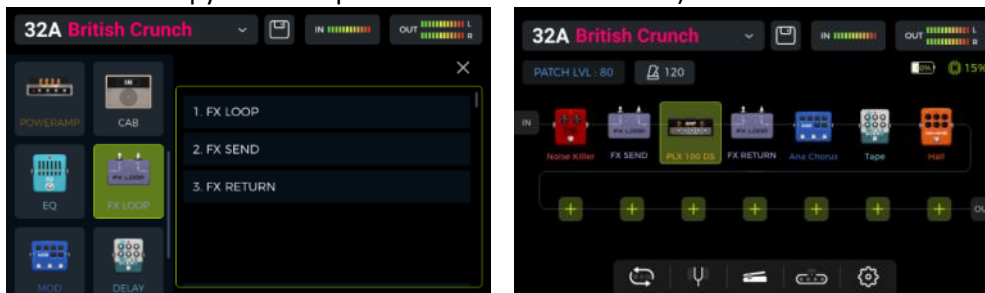 32A British Crunch
IN
OUT
L
R
POWERAMP
CAB
EQ
FX LOOP
MOD
DELAY
1. FX LOOP
2. FX SEND
3. FX RETURN
32A British Crunch
IN
OUT
L
R
PATCH LVL : 80
120
15%
IN
Noise Killer
FX SEND
PLX 100 DS
FX RETURN
Ana Chorus
Tape
Hall